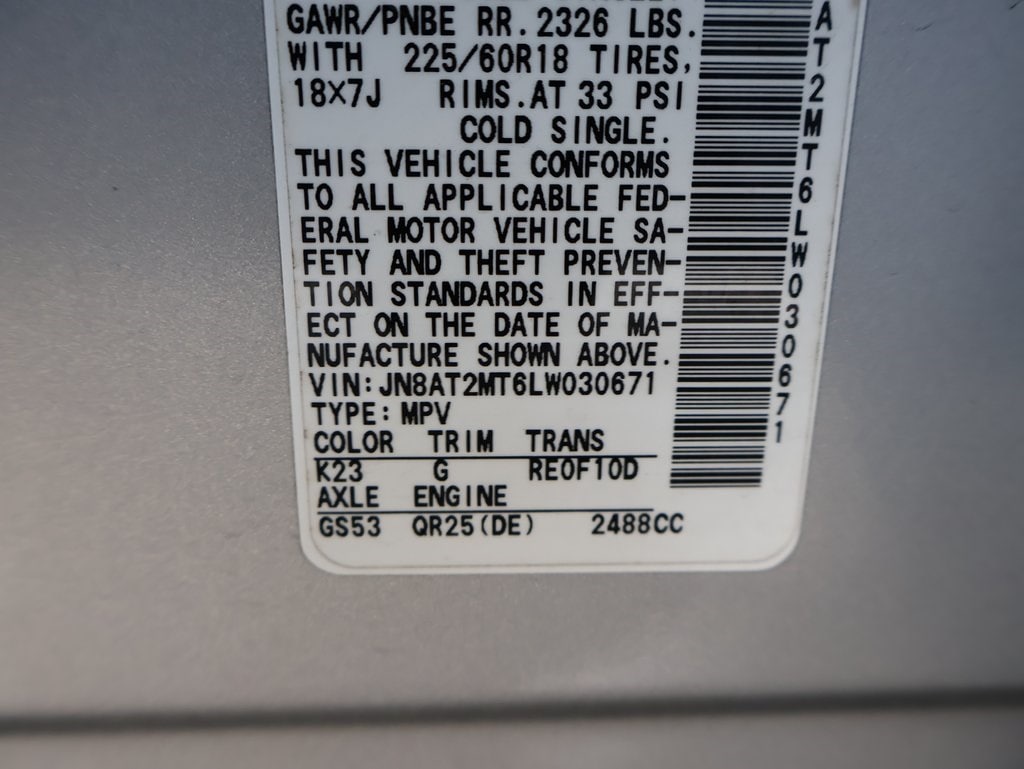 GAWR/PNBE RR. 2326 LBS.
WITH 225/60R18 TIRES,
18×7J RIMS. AT 33 PSI
COLD SINGLE.
THIS VEHICLE CONFORMS
TO ALL APPLICABLE FED-
ERAL MOTOR VEHICLE SA-
FETY AND THEFT PREVEN-
TION STANDARDS IN EFF-
ECT ON THE DATE OF MA-
NUFACTURE SHOWN ABOVE.
VIN: JN8AT2MT6LW030671
TYPE: MPV
COLOR TRIM TRANS
K23 G RE0F10D
AXLE ENGINE
GS53 QR25(DE) 2488CC
AT2MT6LW030671